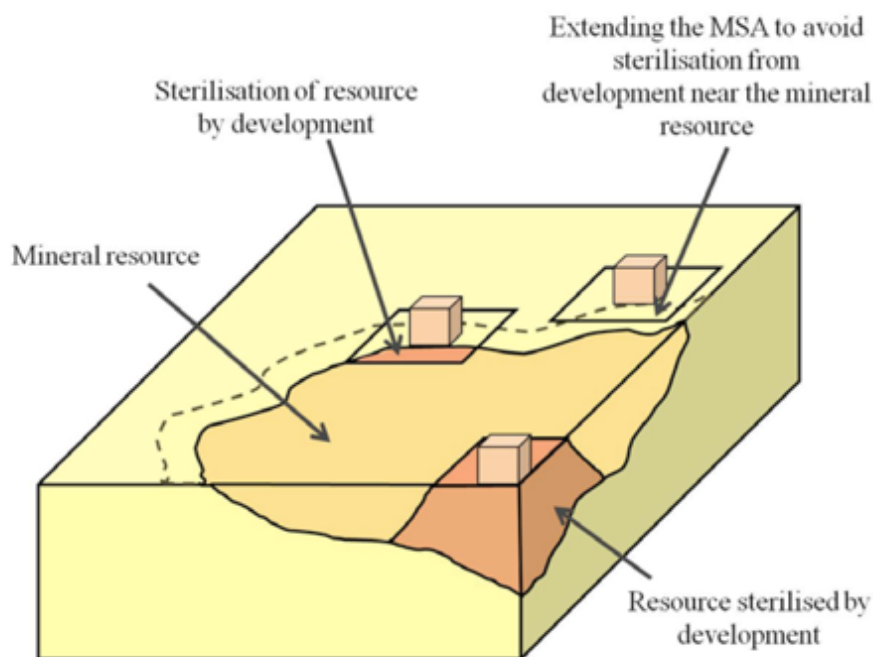 Extending the MSA to avoid
sterilisation from
development near the mineral
resource
Sterilisation of resource
by development
Mineral resource
Resource sterilised by
development